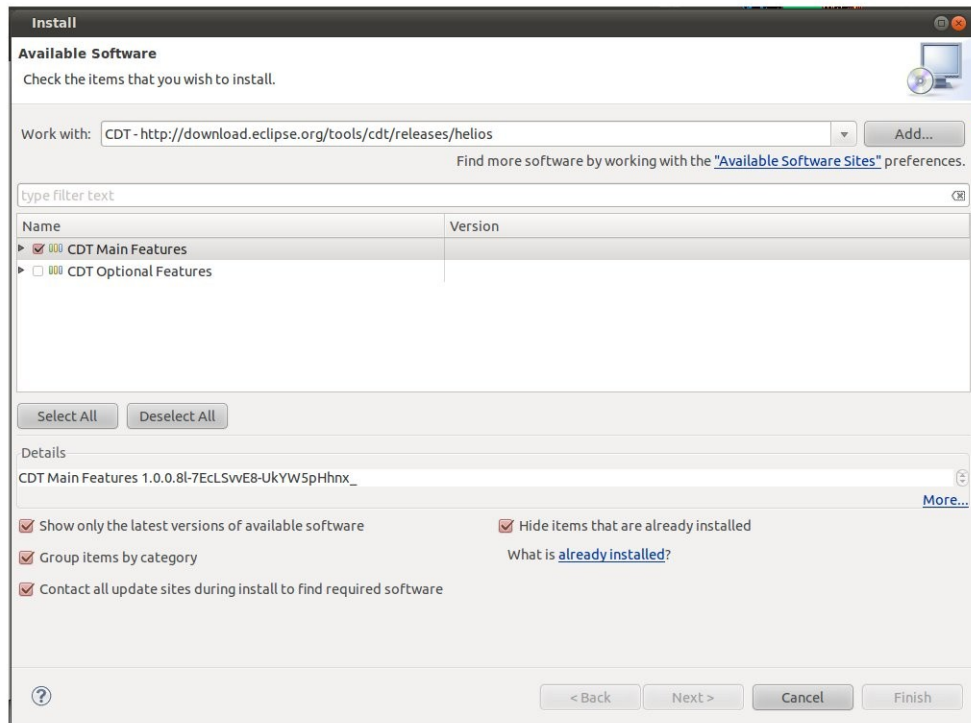 Install
Available Software
Check the items that you wish to install.
Work with: CDT - http://download.eclipse.org/tools/cdt/releases/helios Add...
Find more software by working with the "Available Software Sites" preferences.
type filter text
Name Version
CDT Main Features
CDT Optional Features
Select All Deselect All
Details
CDT Main Features 1.0.0.8l-7EcLSvvE8-UkYW5pHhnx_
More...
Show only the latest versions of available software Hide items that are already installed
Group items by category What is already installed?
Contact all update sites during install to find required software
? < Back Next > Cancel Finish